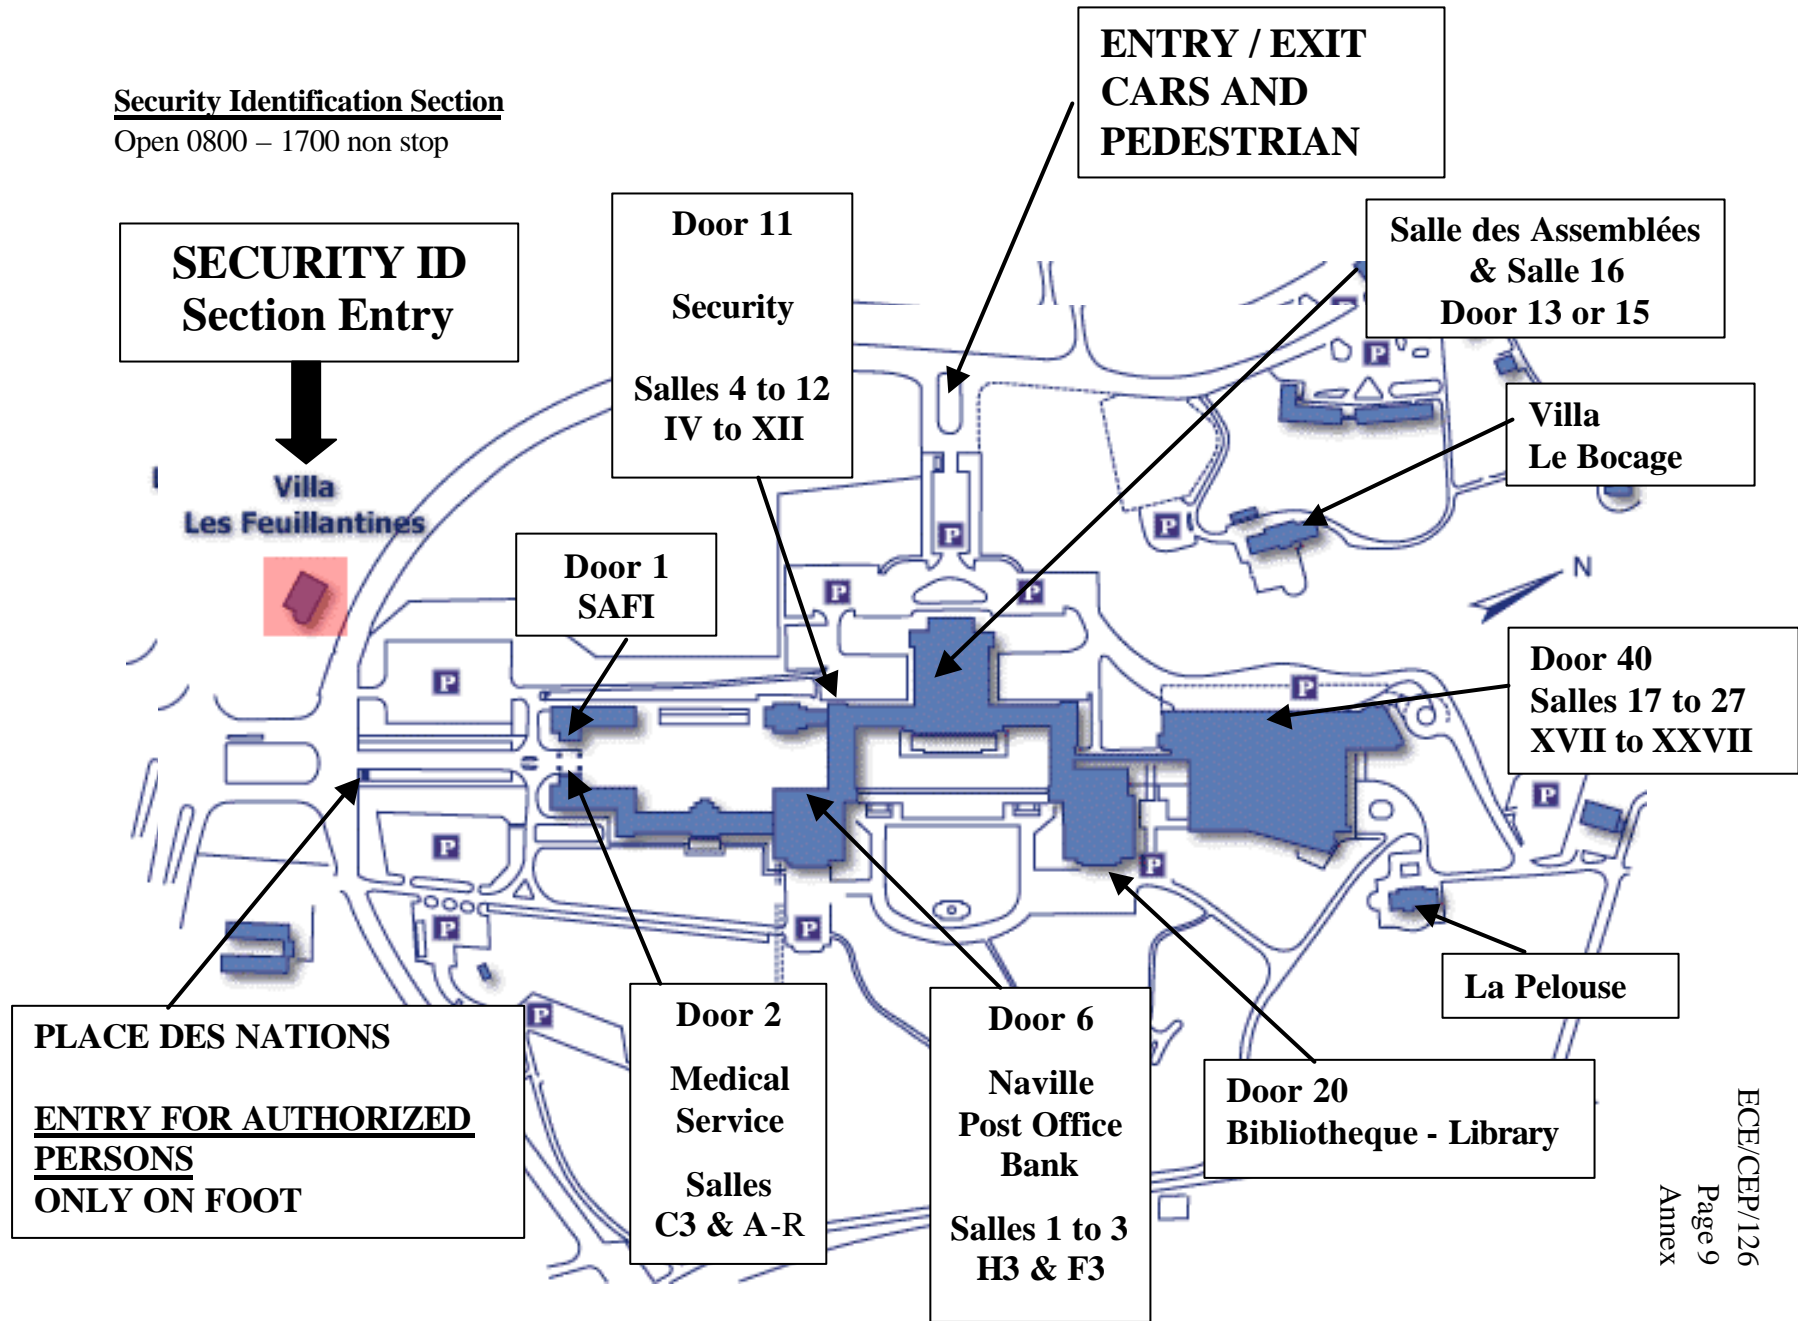 Security Identification Section
Open 0800 – 1700 non stop
SECURITY ID
Section Entry
Villa
Les Feuillantines
Door 11
Security
Salles 4 to 12
IV to XII
ENTRY / EXIT
CARS AND
PEDESTRIAN
Salle des Assemblées
& Salle 16
Door 13 or 15
Villa
Le Bocage
Door 1
SAFI
N
Door 40
Salles 17 to 27
XVII to XXVII
P
P
P
P
P
P
P
P
P
P
P
P
P
P
PLACE DES NATIONS
ENTRY FOR AUTHORIZED
PERSONS
ONLY ON FOOT
Door 2
Medical
Service
Salles
C3 & A-R
Door 6
Naville
Post Office
Bank
Salles 1 to 3
H3 & F3
Door 20
Bibliotheque - Library
La Pelouse
ECE/CEP/126
Page 9
Annex